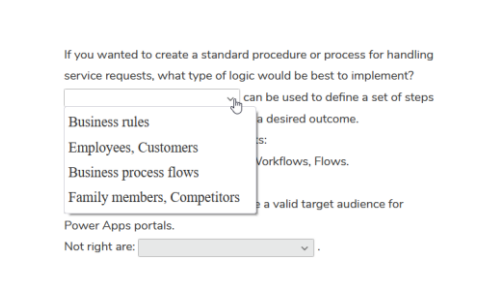 If you wanted to create a standard procedure or process for handling
service requests, what type of logic would be best to implement?
can be used to define a set of steps
Business rules
a desired outcome.
Employees, Customers
s:
Business process flows
Workflows, Flows.
Family members, Competitors
a valid target audience for
Power Apps portals.
Not right are: .